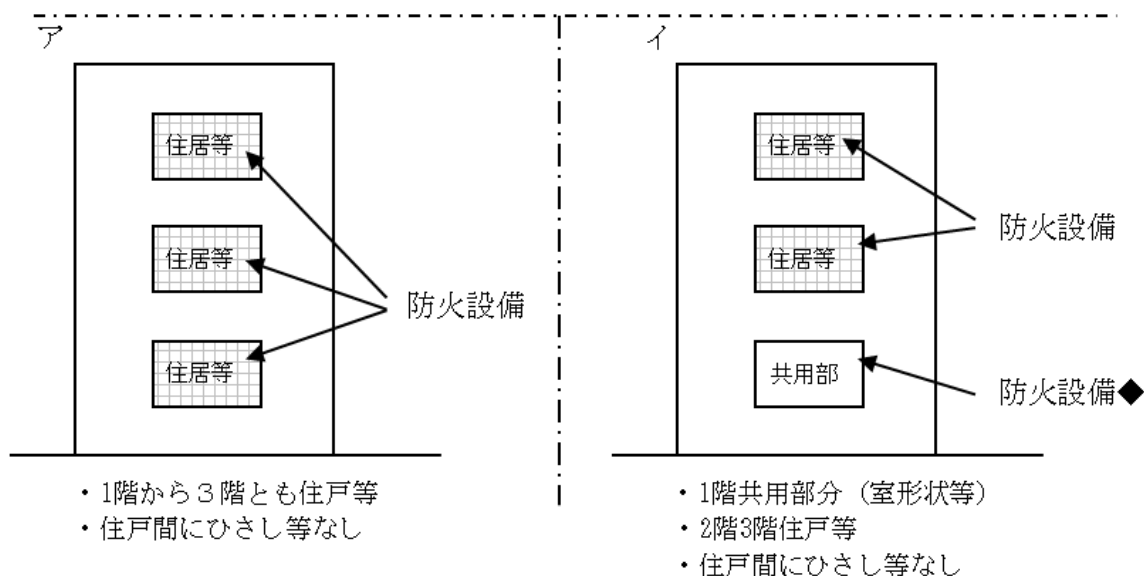 ア
住居等
住居等
住居等
防火設備
・1階から３階とも住戸等
・住戸間にひさし等なし
イ
住居等
住居等
共用部
防火設備
防火設備◆
・1階共用部分（室形状等）
・2階3階住戸等
・住戸間にひさし等なし